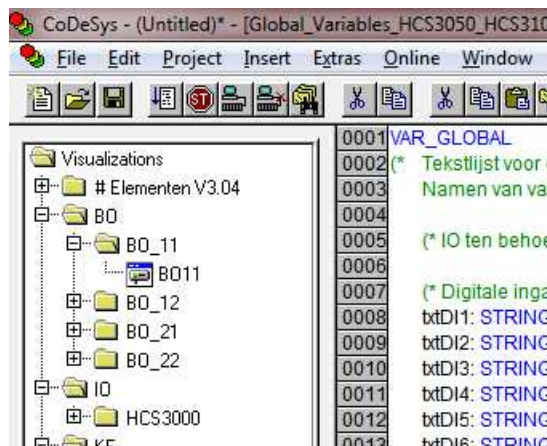 CoDeSys - (Untitled)* - [Global_Variables_HCS3050_HCS310
File Edit Project Insert Extras Online Window
Visualizations
# Elementen V3.04
BO
BO_11
BO11
BO_12
BO_21
BO_22
IO
HCS3000
KF
0001 VAR_GLOBAL
0002 (* Tekstlijst voor
0003 Namen van va
0004
0005 (* IO ten behoe
0006
0007 (* Digitale inga
0008 txtDI1: STRING
0009 txtDI2: STRING
0010 txtDI3: STRING
0011 txtDI4: STRING
0012 txtDI5: STRING
0013 txtDI6: STRING